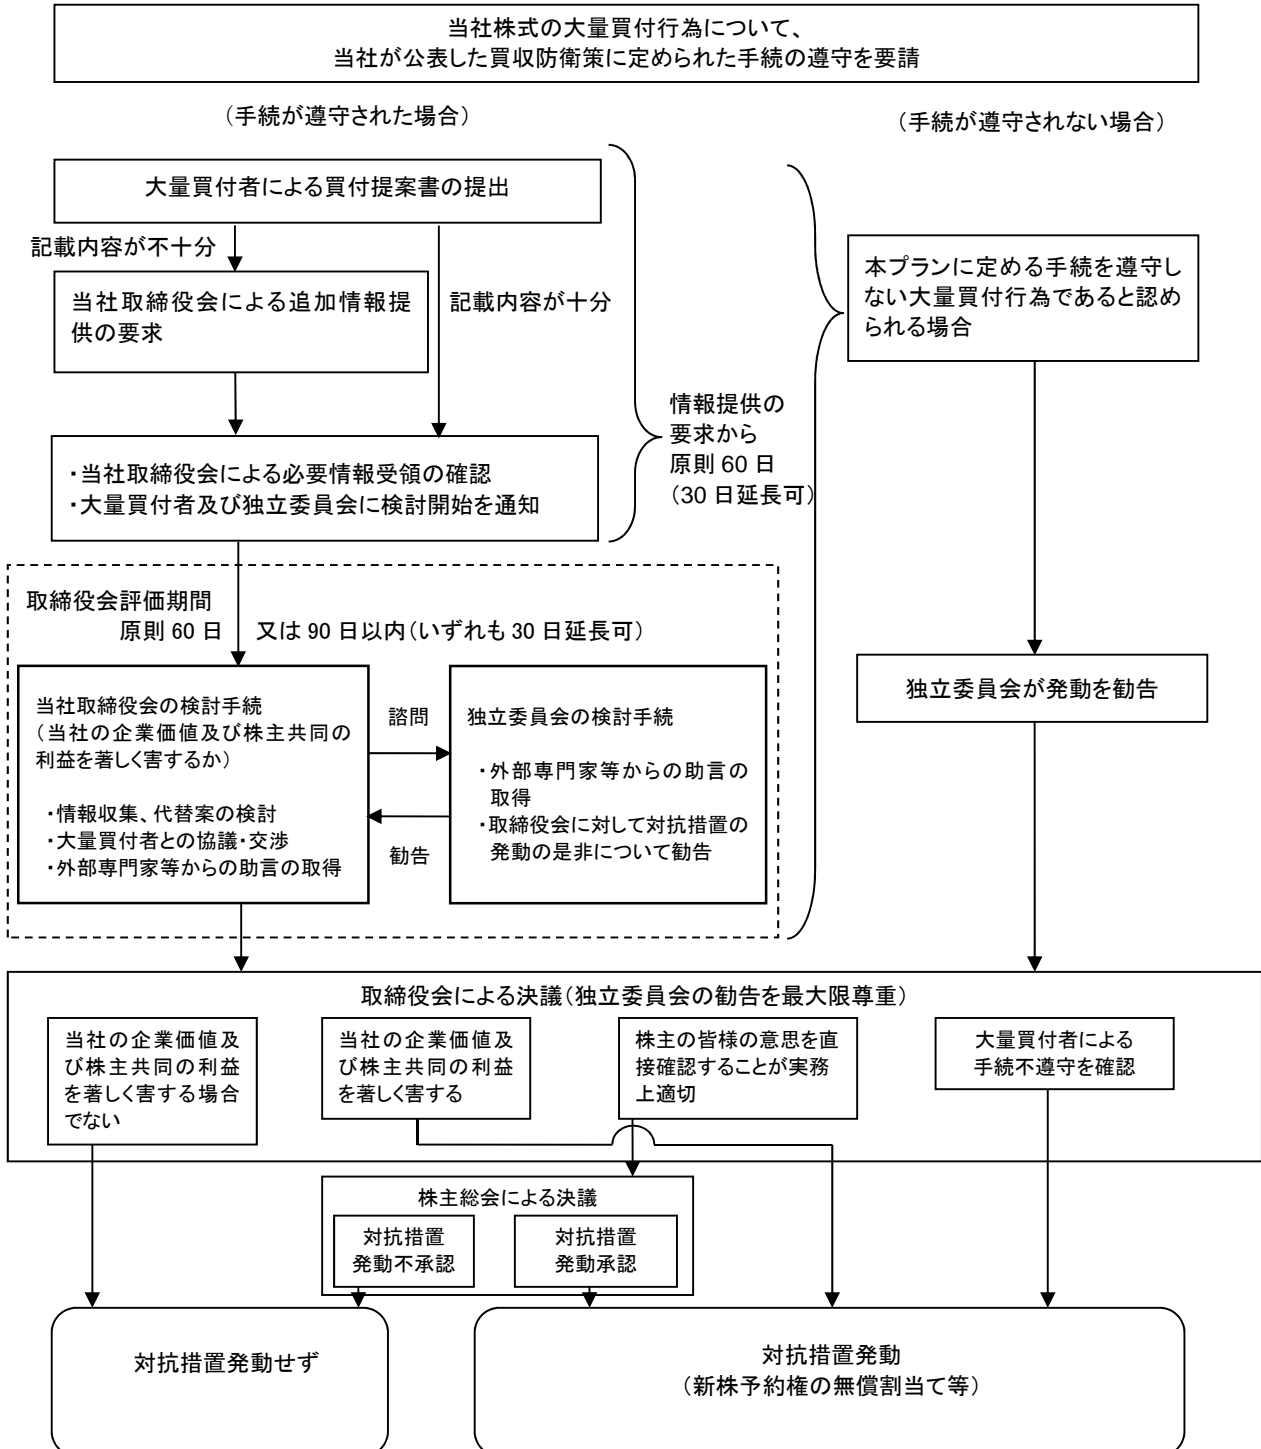 当社株式の大量買付行為について、
当社が公表した買収防衛策に定められた手続の遵守を要請
（手続が遵守された場合）
（手続が遵守されない場合）
大量買付者による買付提案書の提出
記載内容が不十分
当社取締役会による追加情報提
供の要求
記載内容が十分
本プランに定める手続を遵守し
ない大量買付行為であると認め
られる場合
情報提供の
要求から
原則 60 日
（30 日延長可）
・当社取締役会による必要情報受領の確認
・大量買付者及び独立委員会に検討開始を通知
取締役会評価期間
原則 60 日 又は 90 日以内（いずれも 30 日延長可）
当社取締役会の検討手続
（当社の企業価値及び株主共同の
利益を著しく害するか）
・情報収集、代替案の検討
・大量買付者との協議・交渉
・外部専門家等からの助言の取得
諮問
勧告
独立委員会の検討手続
・外部専門家等からの助言の
取得
・取締役会に対して対抗措置の
発動の是非について勧告
独立委員会が発動を勧告
取締役会による決議（独立委員会の勧告を最大限尊重）
当社の企業価値及
び株主共同の利益
を著しく害する場合
でない
当社の企業価値及
び株主共同の利益
を著しく害する
株主の皆様の意思を直
接確認することが実務
上適切
大量買付者による
手続不遵守を確認
株主総会による決議
対抗措置
発動不承認
対抗措置
発動承認
対抗措置発動せず
対抗措置発動
（新株予約権の無償割当て等）